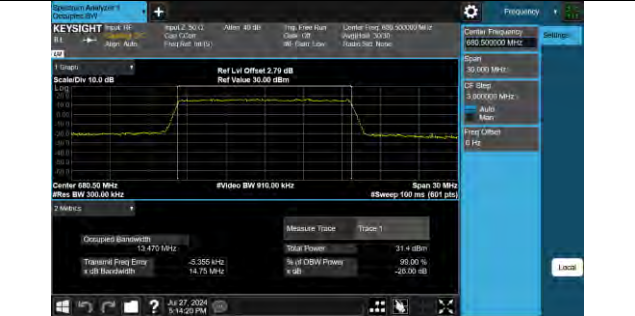 Spectrum Analyzer 1
Occupied BW
Frequency
KEYSIGHT Input: RF
Input Z: 50 Ω
Atten: 40 dB
Trig: Free Run
Center Freq: 680.500000 MHz
Gate: Off
Avg|Hold: 30/30
Align: Auto
Radio Std: None
Center Frequency
680.500000 MHz
Settings
Span
30.000 MHz
CF Step
3.000000 MHz
Auto
Man
Freq Offset
0 Hz
1 Graph
Scale/Div 10.0 dB
Ref Lvl Offset 2.79 dB
Ref Value 30.00 dBm
Log
Center 680.50 MHz
#Video BW 910.00 kHz
Span 30 MHz
#Res BW 300.00 kHz
#Sweep 100 ms (601 pts)
2 Metrics
Measure Trace
Trace 1
Occupied Bandwidth
13.470 MHz
Total Power
31.4 dBm
Transmit Freq Error
-5.355 kHz
% of OBW Power
99.00 %
x dB Bandwidth
14.75 MHz
x dB
-26.00 dB
Local
Jul 27, 2024
5:14:20 PM